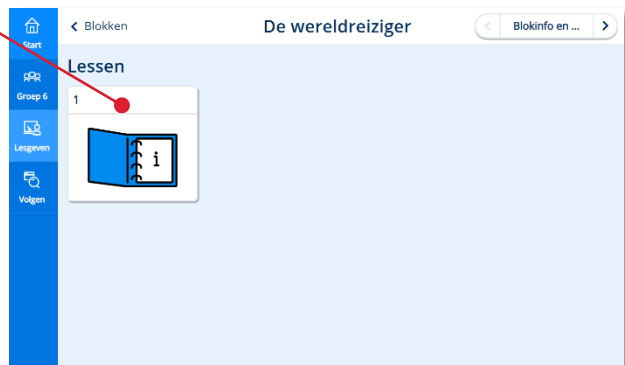 Start
Groep 6
Lesgeven
Volgen
Blokken
De wereldreiziger
Blokinfo en ...
Lessen
1
i